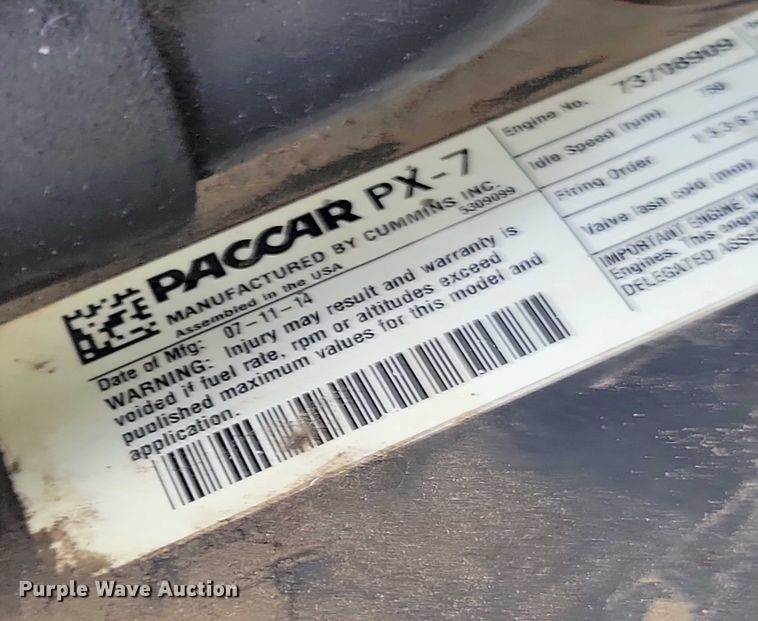 PACCAR PX-7
MANUFACTURED BY CUMMINS INC.
Assembled in the USA 5309099
Date of Mfg: 07-11-14
WARNING: Injury may result and warranty is
voided if fuel rate, rpm or altitudes exceed
published maximum values for this model and
application.
Engine No. 73708909
Idle Speed (rpm)
Firing Order
Valve lash cold (mm)
IMPORTANT ENGINE
Engines. This
DELEGATED
Purple Wave Auction